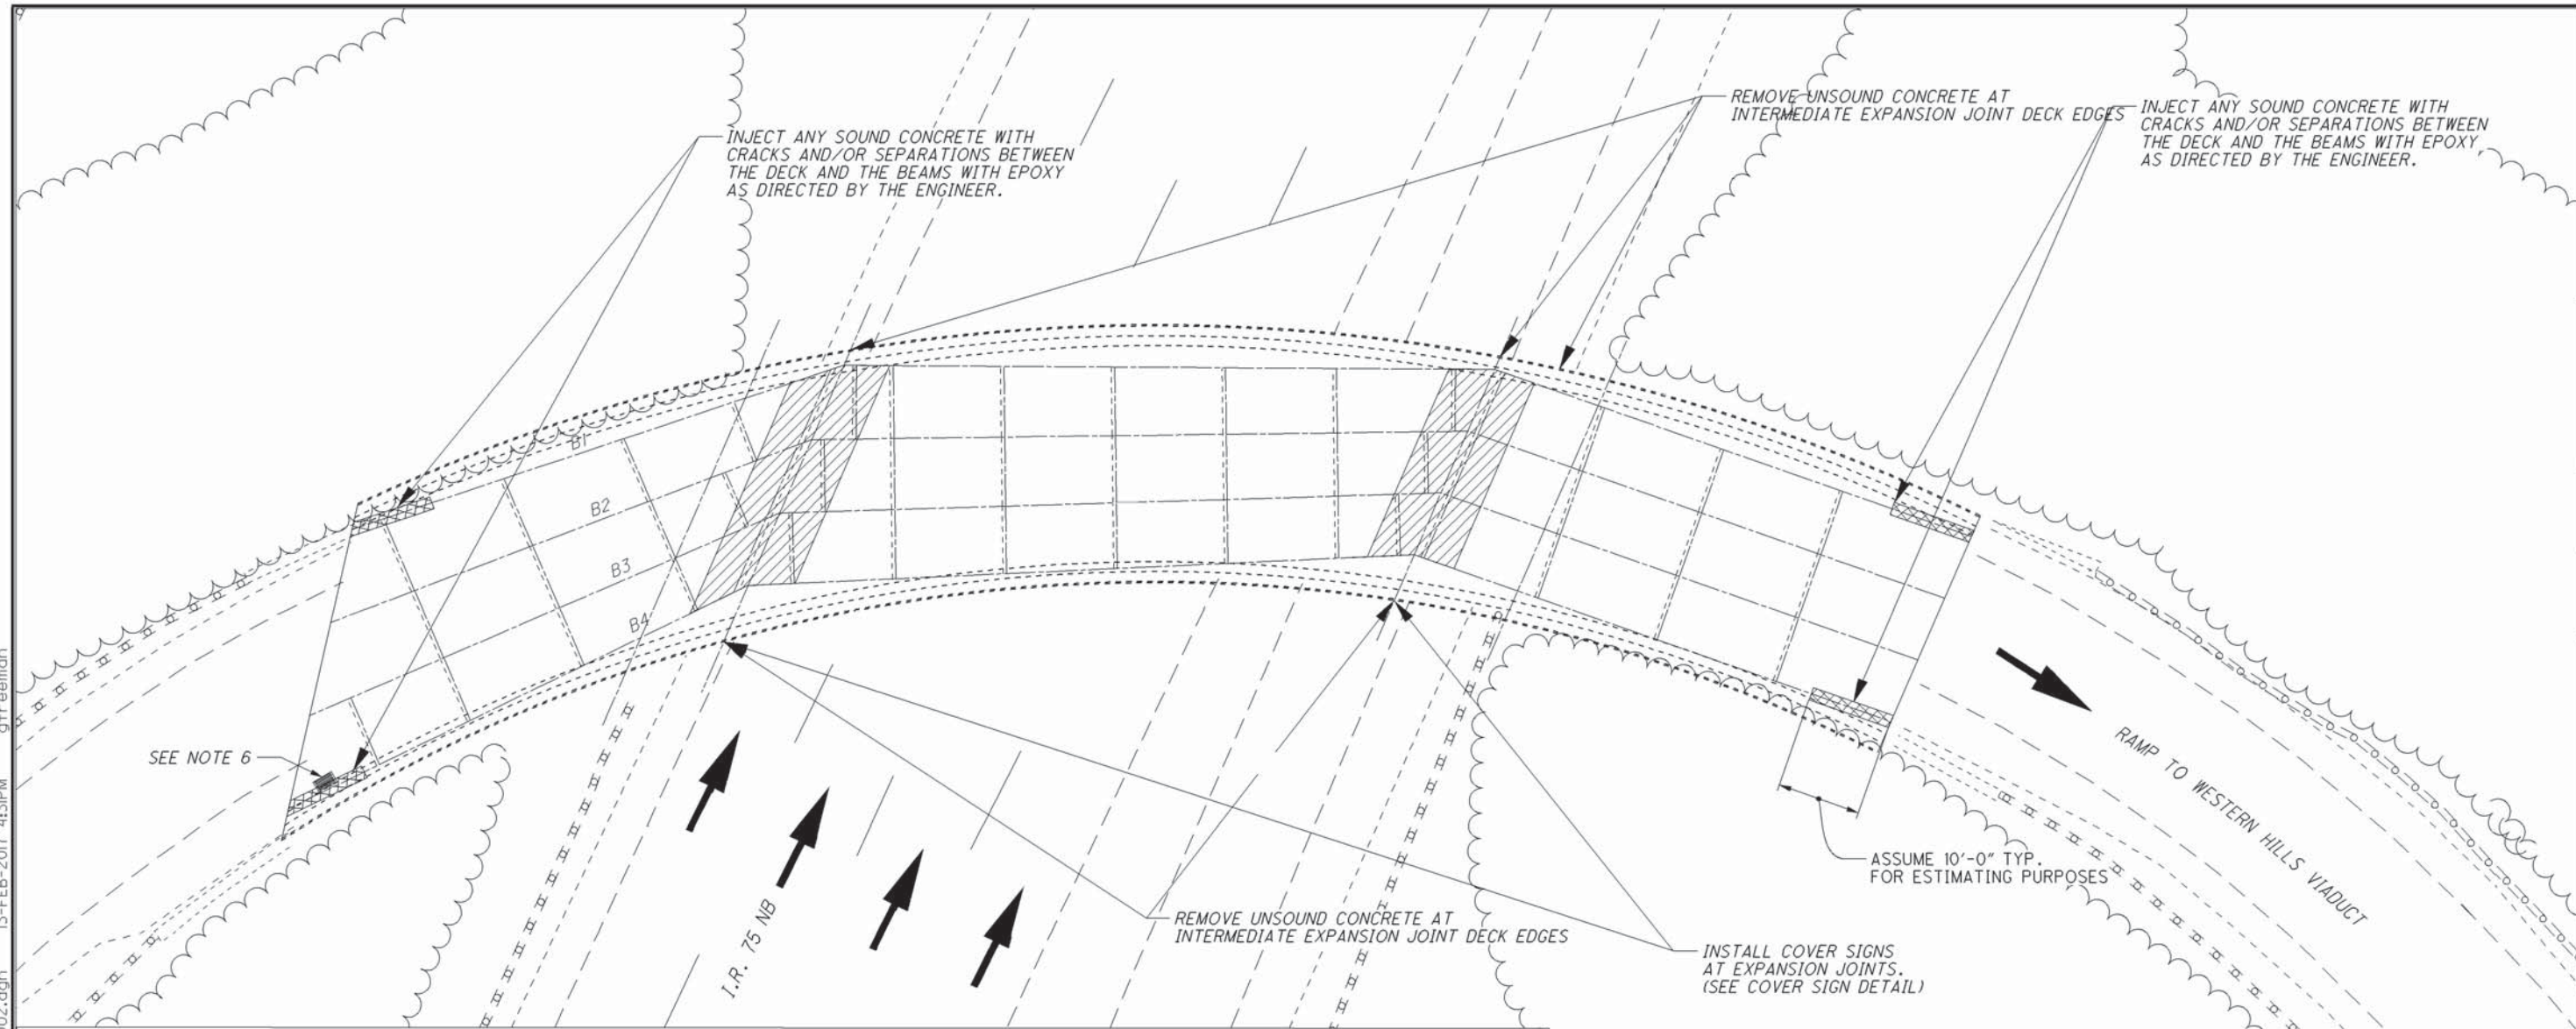 REMOVE UNSOUND CONCRETE AT
INTERMEDIATE EXPANSION JOINT DECK EDGES
INJECT ANY SOUND CONCRETE WITH
CRACKS AND/OR SEPARATIONS BETWEEN
THE DECK AND THE BEAMS WITH EPOXY
AS DIRECTED BY THE ENGINEER.
INJECT ANY SOUND CONCRETE WITH
CRACKS AND/OR SEPARATIONS BETWEEN
THE DECK AND THE BEAMS WITH EPOXY
AS DIRECTED BY THE ENGINEER.
B1
B2
B3
B4
SEE NOTE 6
RAMP TO WESTERN HILLS VIADUCT
ASSUME 10'-0" TYP.
FOR ESTIMATING PURPOSES
I.R. 75 NB
REMOVE UNSOUND CONCRETE AT
INTERMEDIATE EXPANSION JOINT DECK EDGES
INSTALL COVER SIGNS
AT EXPANSION JOINTS.
(SEE COVER SIGN DETAIL)